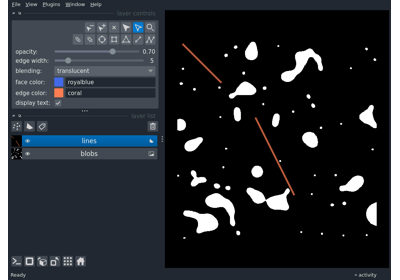 File View Plugins Window Help
layer controls
opacity: 0.70
edge width: 5
blending: translucent
face color: royalblue
edge color: coral
display text:
layer list
lines
blobs
Ready activity